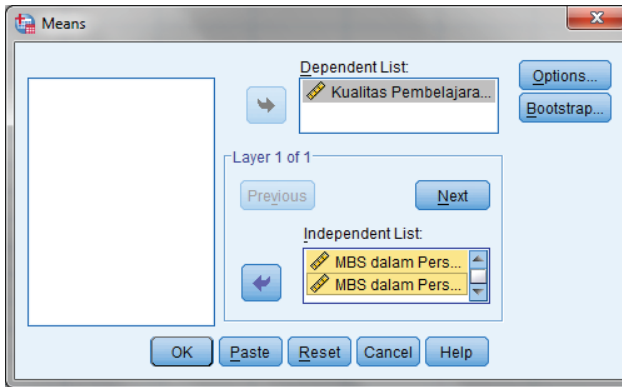 Means
Dependent List:
Kualitas Pembelajara...
Options...
Bootstrap...
Layer 1 of 1
Previous
Next
Independent List:
MBS dalam Pers...
MBS dalam Pers...
OK
Paste
Reset
Cancel
Help